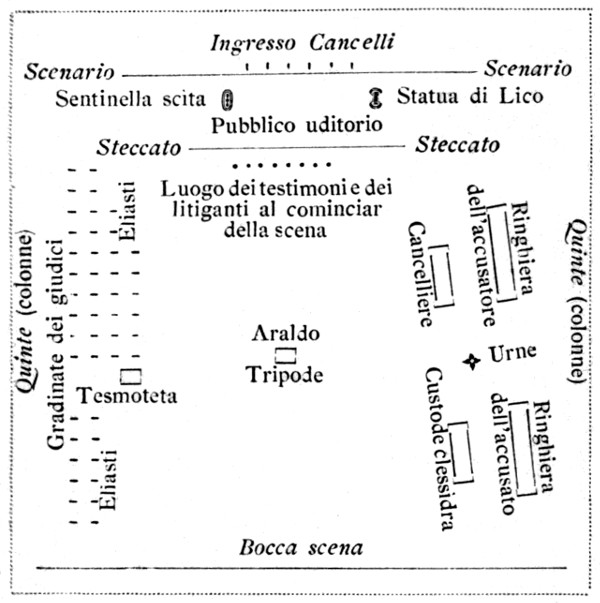 Ingresso Cancelli
Scenario
Scenario
Sentinella scita
Statua di Lico
Pubblico uditorio
Steccato
Steccato
Luogo dei testimoni e dei
litiganti al cominciar
della scena
Eliasti
Gradinate dei giudici
Quinte (colonne)
Cancelliere
Ringhiera
dell'accusatore
Quinte (colonne)
Araldo
Tripode
Urne
Tesmoteta
Eliasti
Custode clessidra
Ringhiera
dell'accusato
Bocca scena